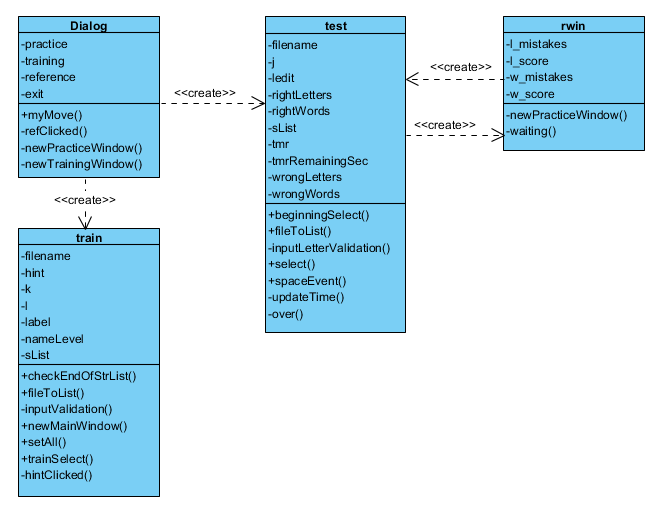 Dialog
-practice
-training
-reference
-exit
+myMove()
-refClicked()
-newPracticeWindow()
-newTrainingWindow()
<<create>>
<<create>>
test
-filename
-j
-ledit
-rightLetters
-rightWords
-sList
-tmr
-tmrRemainingSec
-wrongLetters
-wrongWords
+beginningSelect()
+fileToList()
-inputLetterValidation()
+select()
+spaceEvent()
-updateTime()
-over()
<<create>>
<<create>>
rwin
-l_mistakes
-l_score
-w_mistakes
-w_score
-newPracticeWindow()
-waiting()
train
-filename
-hint
-k
-l
-label
-nameLevel
-sList
+checkEndOfStrList()
+fileToList()
-inputValidation()
+newMainWindow()
+setAll()
+trainSelect()
-hintClicked()